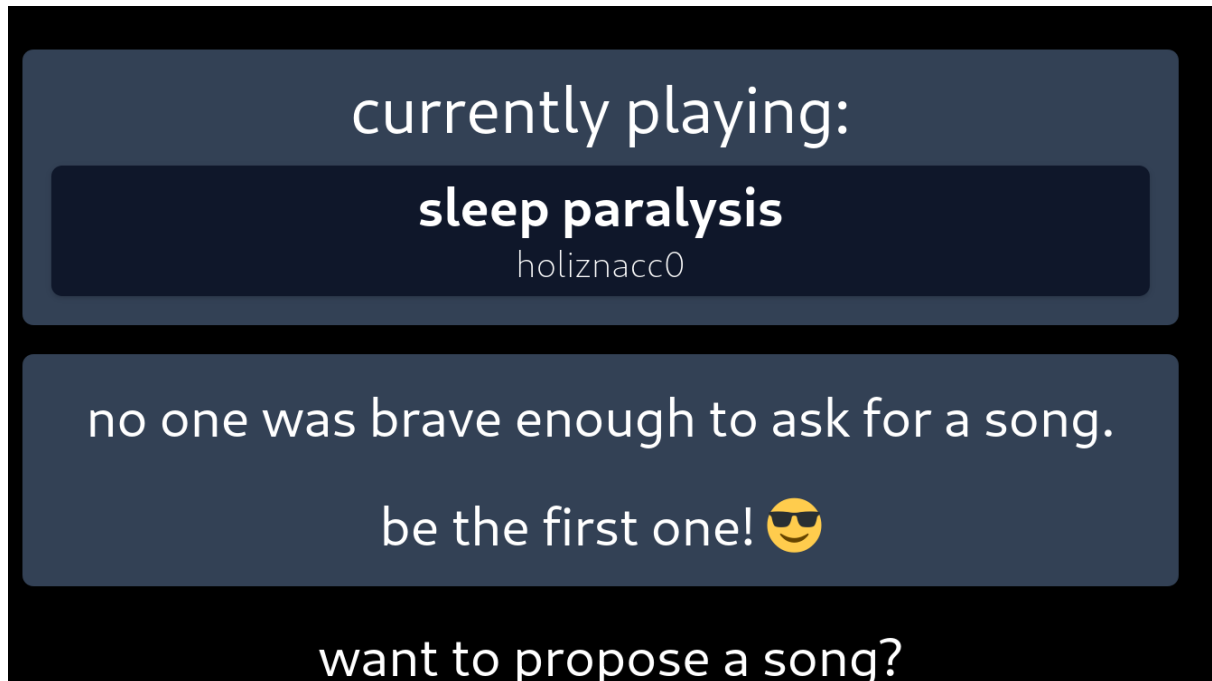 currently playing:
sleep paralysis
holiznacc0
no one was brave enough to ask for a song.
be the first one! 😎
want to propose a song?